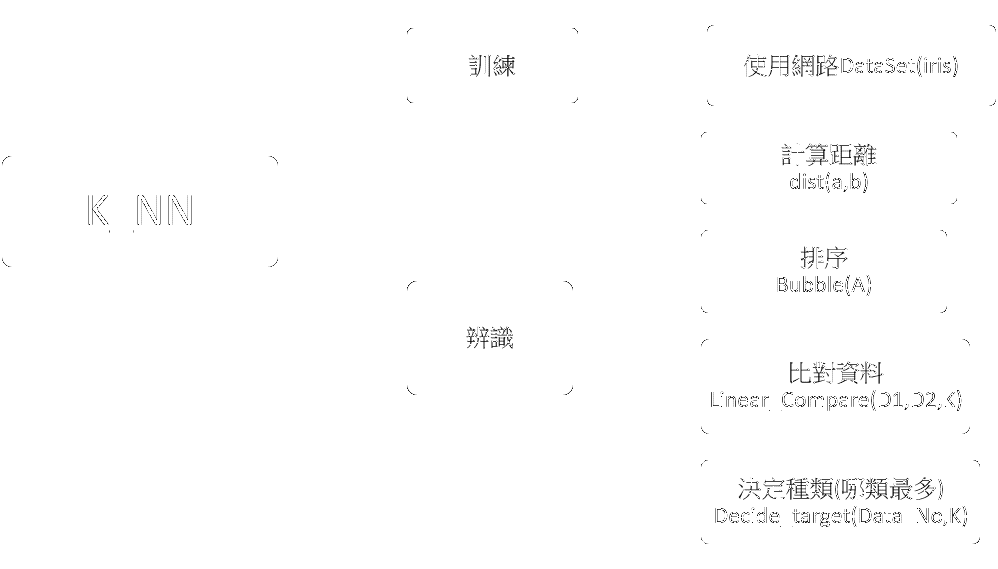 K_NN
訓練
使用網路DataSet(iris)
辨識
計算距離
dist(a,b)
排序
Bubble(A)
比對資料
Linear_Compare(D1,D2,K)
決定種類(哪類最多)
Decide_target(Data_No,K)